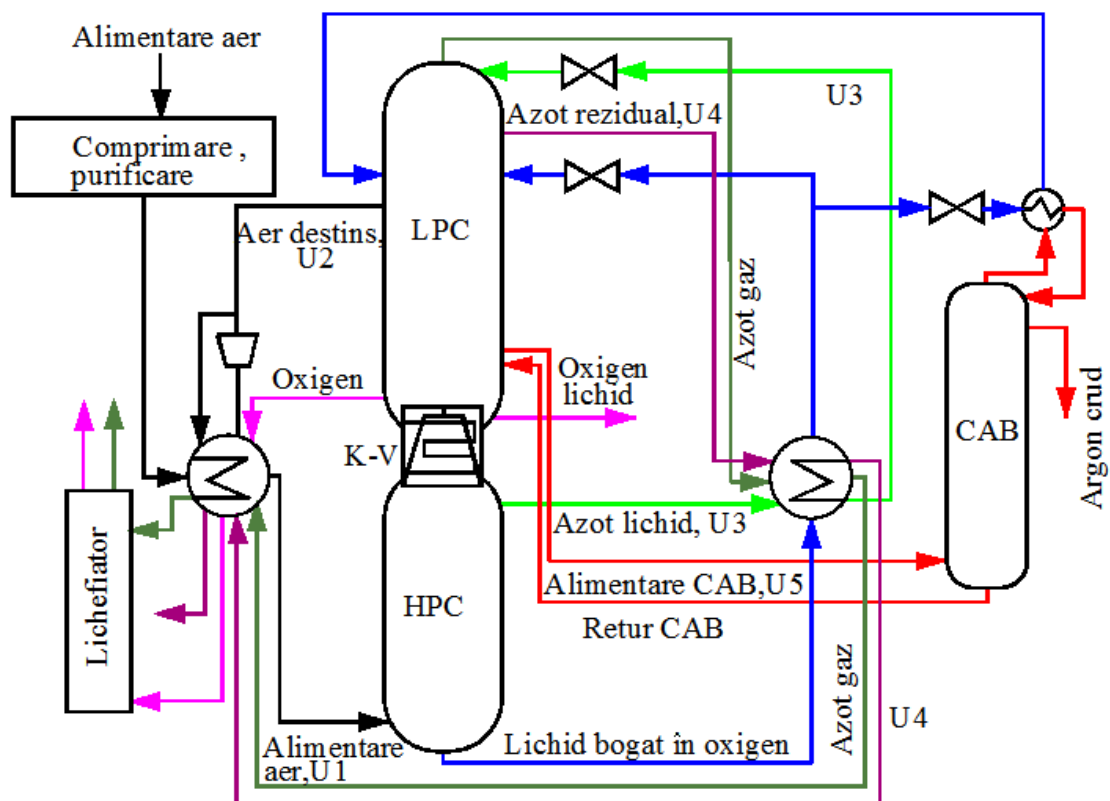 Alimentare aer
U3
Azot rezidual,U4
Comprimare ,
purificare
LPC
Aer destins,
U2
Azot gaz
Oxigen
Oxigen
lichid
CAB
Argon crud
K-V
Azot lichid, U3
Lichefiator
Alimentare CAB,U5
HPC
Retur CAB
Azot gaz
U4
Lichid bogat în oxigen
Alimentare
aer,U1